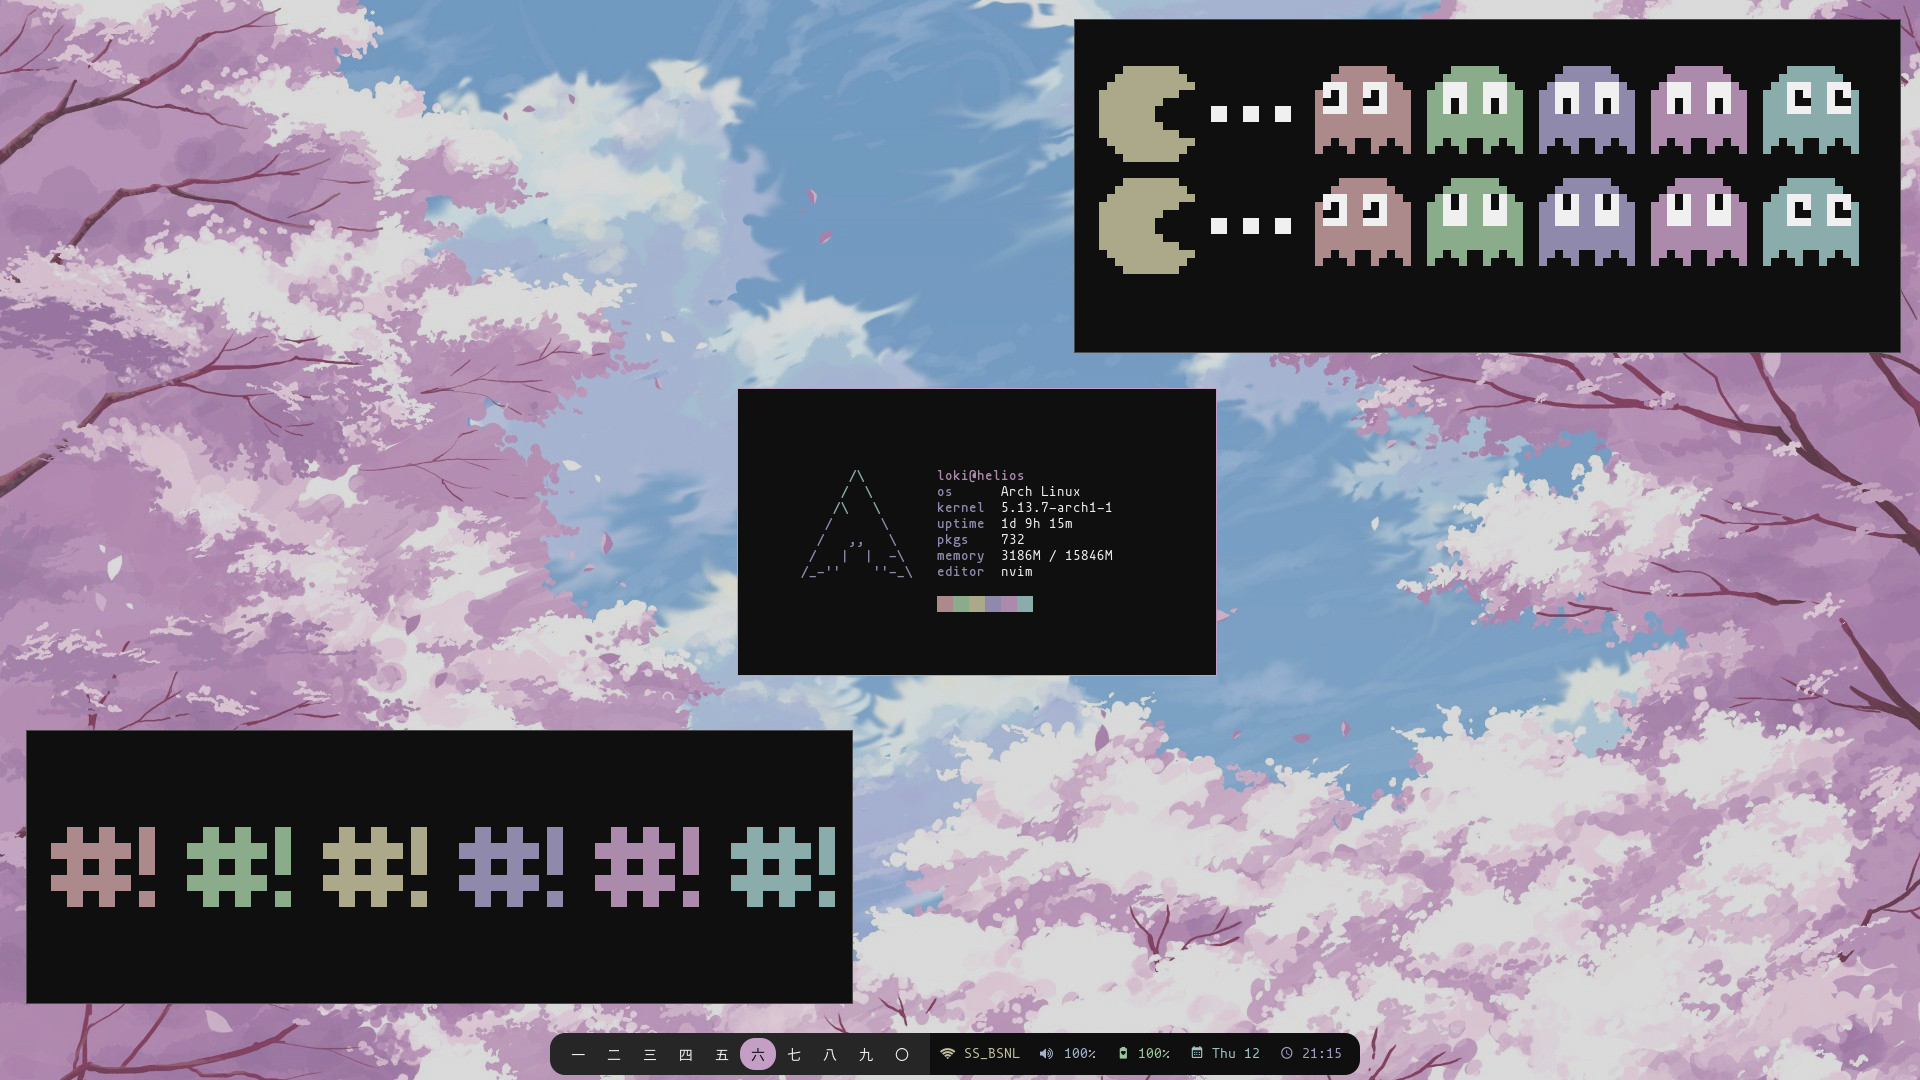 loki@helios
os Arch Linux
kernel 5.13.7-arch1-1
uptime 1d 9h 15m
pkgs 732
memory 3186M / 15846M
editor nvim
#! #! #! #! #! #!
一 二 三 四 五 六 七 八 九 〇 SS_BSNL 100% 100% Thu 12 21:15